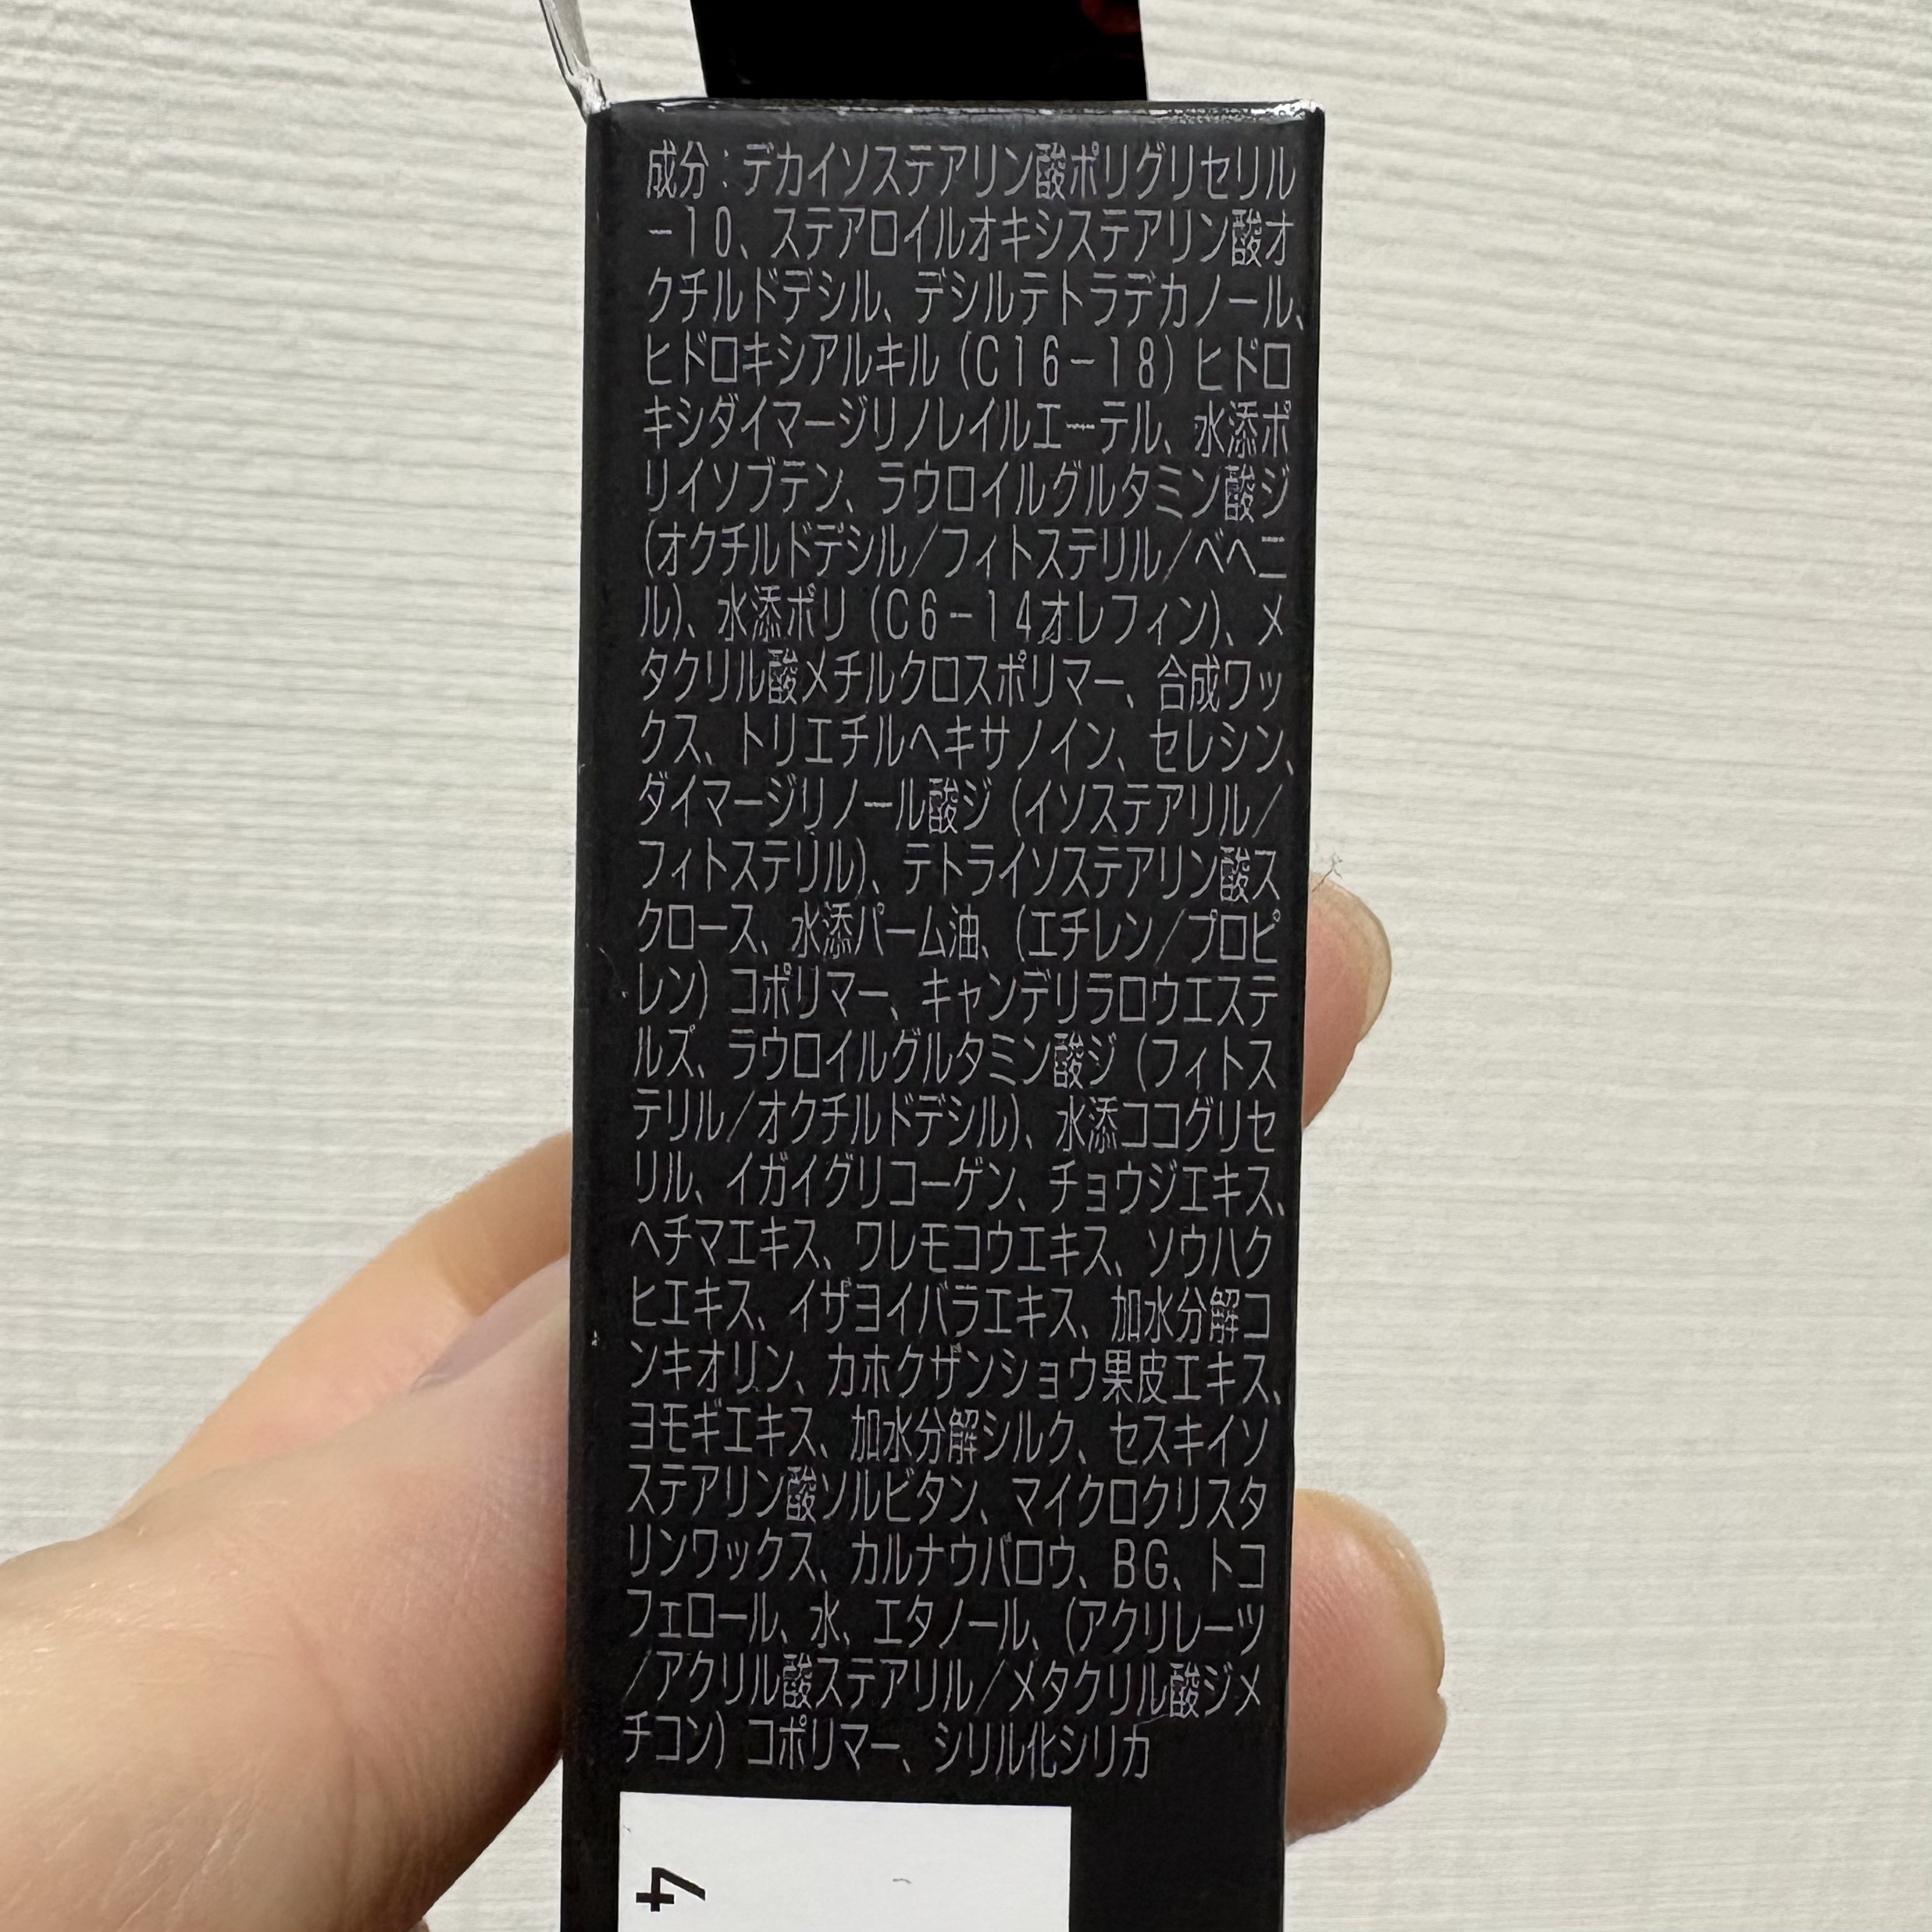 成分:デカイソステアリン酸ポリグリセリル
-10、ステアロイルオキシステアリン酸オ
クチルドデシル、デシルテトラデカノール、
ヒドロキシアルキル(C16-18)ヒドロ
キシダイマージリノレイルエーテル、水添ポ
リイソブテン、ラウロイルグルタミン酸ジ
(オクチルドデシル/フィトステリル/ベヘニ
ル)、水添ポリ(C6-14オレフィン)、メ
タクリル酸メチルクロスポリマー、合成ワッ
クス、トリエチルヘキサノイン、セレシン、
ダイマージリノール酸ジ(イソステアリル/
フィトステリル)、テトライソステアリン酸ス
クロース、水添パーム油、(エチレン/プロピ
レン)コポリマー、キャンデリラロウエステ
ルズ、ラウロイルグルタミン酸ジ(フィトス
テリル/オクチルドデシル)、水添ココグリセ
リル、イガイグリコーゲン、チョウジエキス、
ヘチマエキス、ワレモコウエキス、ソウハク
ヒエキス、イザヨイバラエキス、加水分解コ
ンキオリン、カホクザンショウ果皮エキス、
ヨモギエキス、加水分解シルク、セスキイソ
ステアリン酸ソルビタン、マイクロクリスタ
リンワックス、カルナウバロウ、BG、トコ
フェロール、水、エタノール、(アクリレーツ
/アクリル酸ステアリル/メタクリル酸ジメ
チコン)コポリマー、シリル化シリカ
4